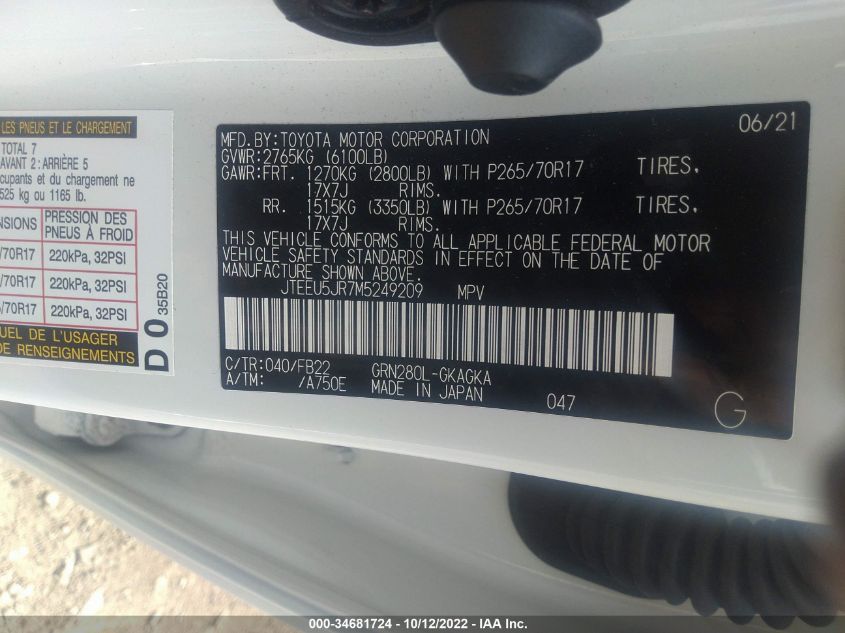 LES PNEUS ET LE CHARGEMENT
TOTAL 7
AVANT 2: ARRIÈRE 5
cupants et du chargement ne
525 kg ou 1165 lb.
PRESSION DES
PNEUS À FROID
/70R17 220kPa, 32PSI
/70R17 220kPa, 32PSI
/70R17 220kPa, 32PSI
UEL DE L'USAGER
DE RENSEIGNEMENTS
D 0 35B20
06/21
MFD.BY:TOYOTA MOTOR CORPORATION
GVWR:2765KG (6100LB)
GAWR:FRT. 1270KG (2800LB) WITH P265/70R17 TIRES,
17X7J RIMS.
RR. 1515KG (3350LB) WITH P265/70R17 TIRES,
17X7J RIMS.
THIS VEHICLE CONFORMS TO ALL APPLICABLE FEDERAL MOTOR
VEHICLE SAFETY STANDARDS IN EFFECT ON THE DATE OF
MANUFACTURE SHOWN ABOVE.
JTEEU5JR7M5249209 MPV
C/TR:040/FB22 GRN280L-GKAGKA
A/TM: /A750E MADE IN JAPAN
047
G
000-34681724 - 10/12/2022 - IAA Inc.